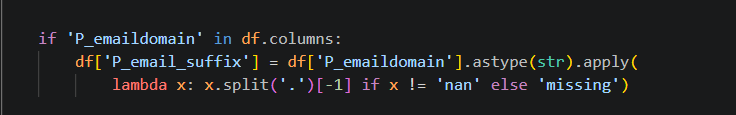 if 'P_emaildomain' in df.columns:
df['P_email_suffix'] = df['P_emaildomain'].astype(str).apply(
lambda x: x.split('.')[-1] if x != 'nan' else 'missing')